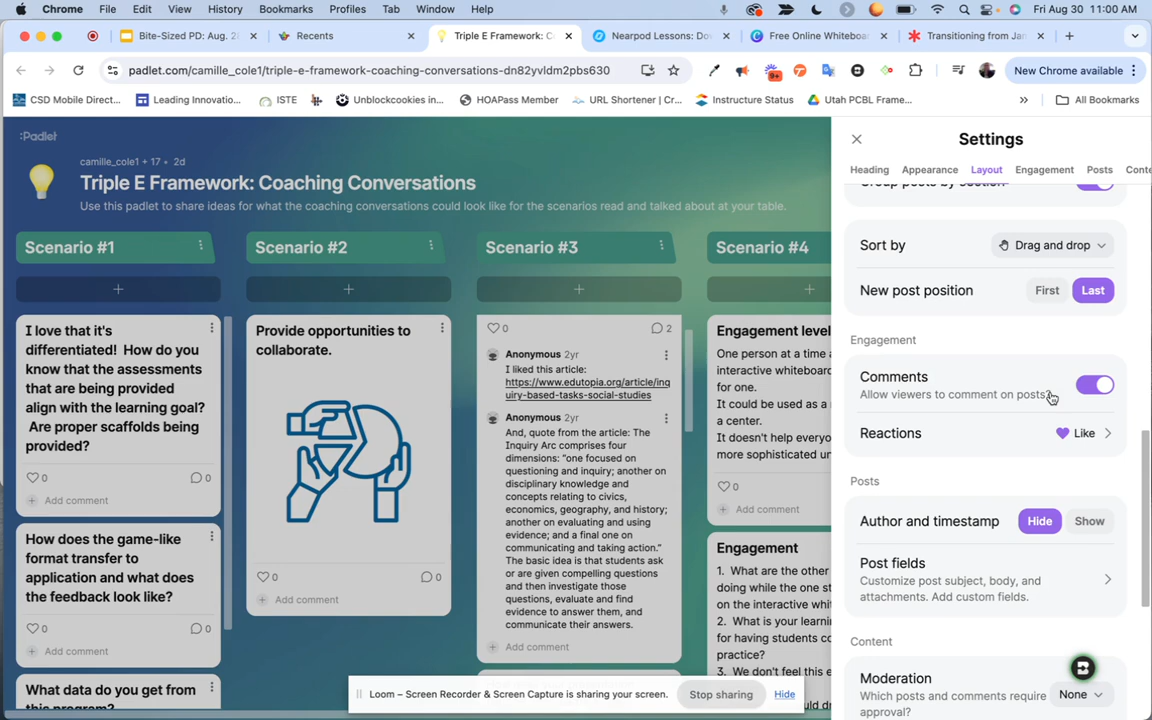 Chrome File Edit View History Bookmarks Profiles Tab Window Help Fri Aug 30 11:00 AM
Bite-Sized PD: Aug. 2 Recents Triple E Framework: C Nearpod Lessons: Do Free Online Whiteboa Transitioning from Jan
padlet.com/camille_cole1/triple-e-framework-coaching-conversations-dn82yvldm2pbs630 9+ New Chrome available
CSD Mobile Direct... Leading Innovatio... ISTE Unblockcookies in... HOAPass Member URL Shortener | Cr... Instructure Status Utah PCBL Frame... » All Bookmarks
:Padlet
camille_cole1 + 17 • 2d
Triple E Framework: Coaching Conversations
Use this padlet to share ideas for what the coaching conversations could look like for the scenarios read and talked about at your table.
Scenario #1
I love that it's
differentiated! How do you
know that the assessments
that are being provided
align with the learning goal?
Are proper scaffolds being
provided?
0 0
Add comment
How does the game-like
format transfer to
application and what does
the feedback look like?
0 0
Add comment
What data do you get from
this program?
Scenario #2
Provide opportunities to
collaborate.
0 0
Add comment
Scenario #3
0 2
Anonymous 2yr
I liked this article:
https://www.edutopia.org/article/inq
uiry-based-tasks-social-studies
Anonymous 2yr
And, quote from the article: The
Inquiry Arc comprises four
dimensions: “one focused on
questioning and inquiry; another on
disciplinary knowledge and
concepts relating to civics,
economics, geography, and history;
another on evaluating and using
evidence; and a final one on
communicating and taking action.”
The basic idea is that students ask
or are given compelling questions
and then investigate those
questions, evaluate and find
evidence to answer them, and
communicate their answers.
Add comment
Scenario #4
Engagement level
One person at a time
interactive whiteboard
for one.
It could be used as a
a center.
It doesn't help everyo
more sophisticated un
0
Add comment
Engagement
1. What are the other
doing while the one stu
on the interactive whit
2. What is your learnin
for having students co
practice?
3. We don't feel this e
Settings
Heading Appearance Layout Engagement Posts Conte
Group posts by section
Sort by Drag and drop
New post position First Last
Engagement
Comments
Allow viewers to comment on posts?
Reactions Like
Posts
Author and timestamp Hide Show
Post fields
Customize post subject, body, and
attachments. Add custom fields.
Content
Moderation None
Which posts and comments require
approval?
Loom – Screen Recorder & Screen Capture is sharing your screen. Stop sharing Hide